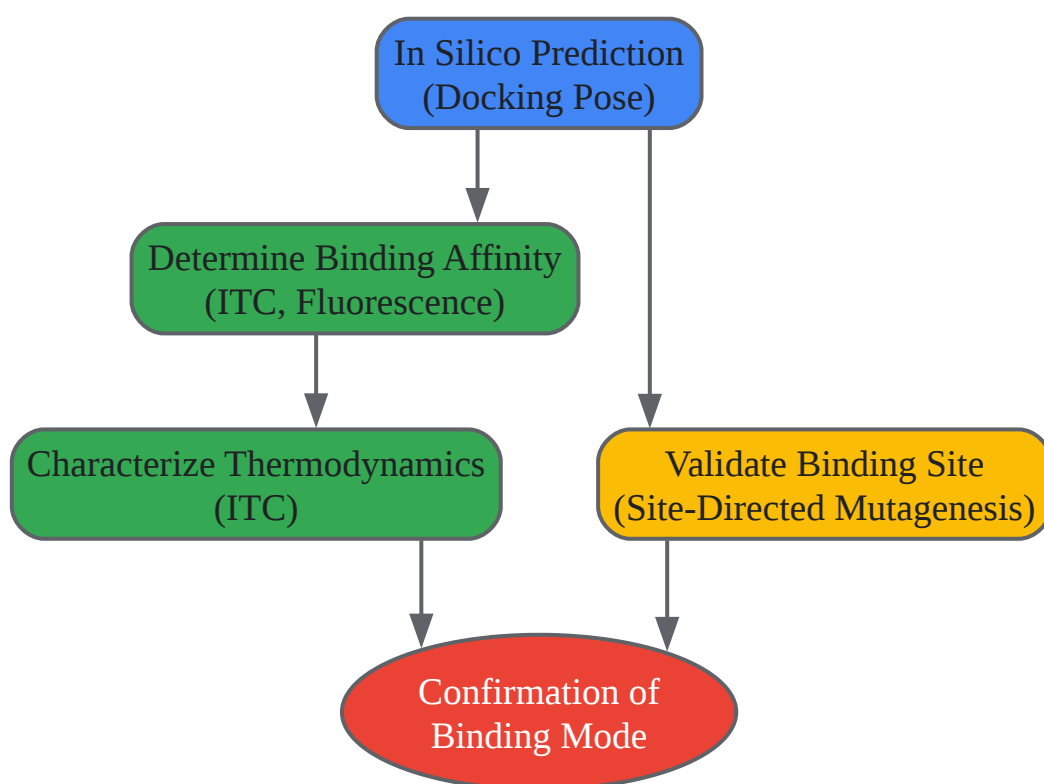 In Silico Prediction
(Docking Pose)
Determine Binding Affinity
(ITC, Fluorescence)
Characterize Thermodynamics
(ITC)
Validate Binding Site
(Site-Directed Mutagenesis)
Confirmation of
Binding Mode